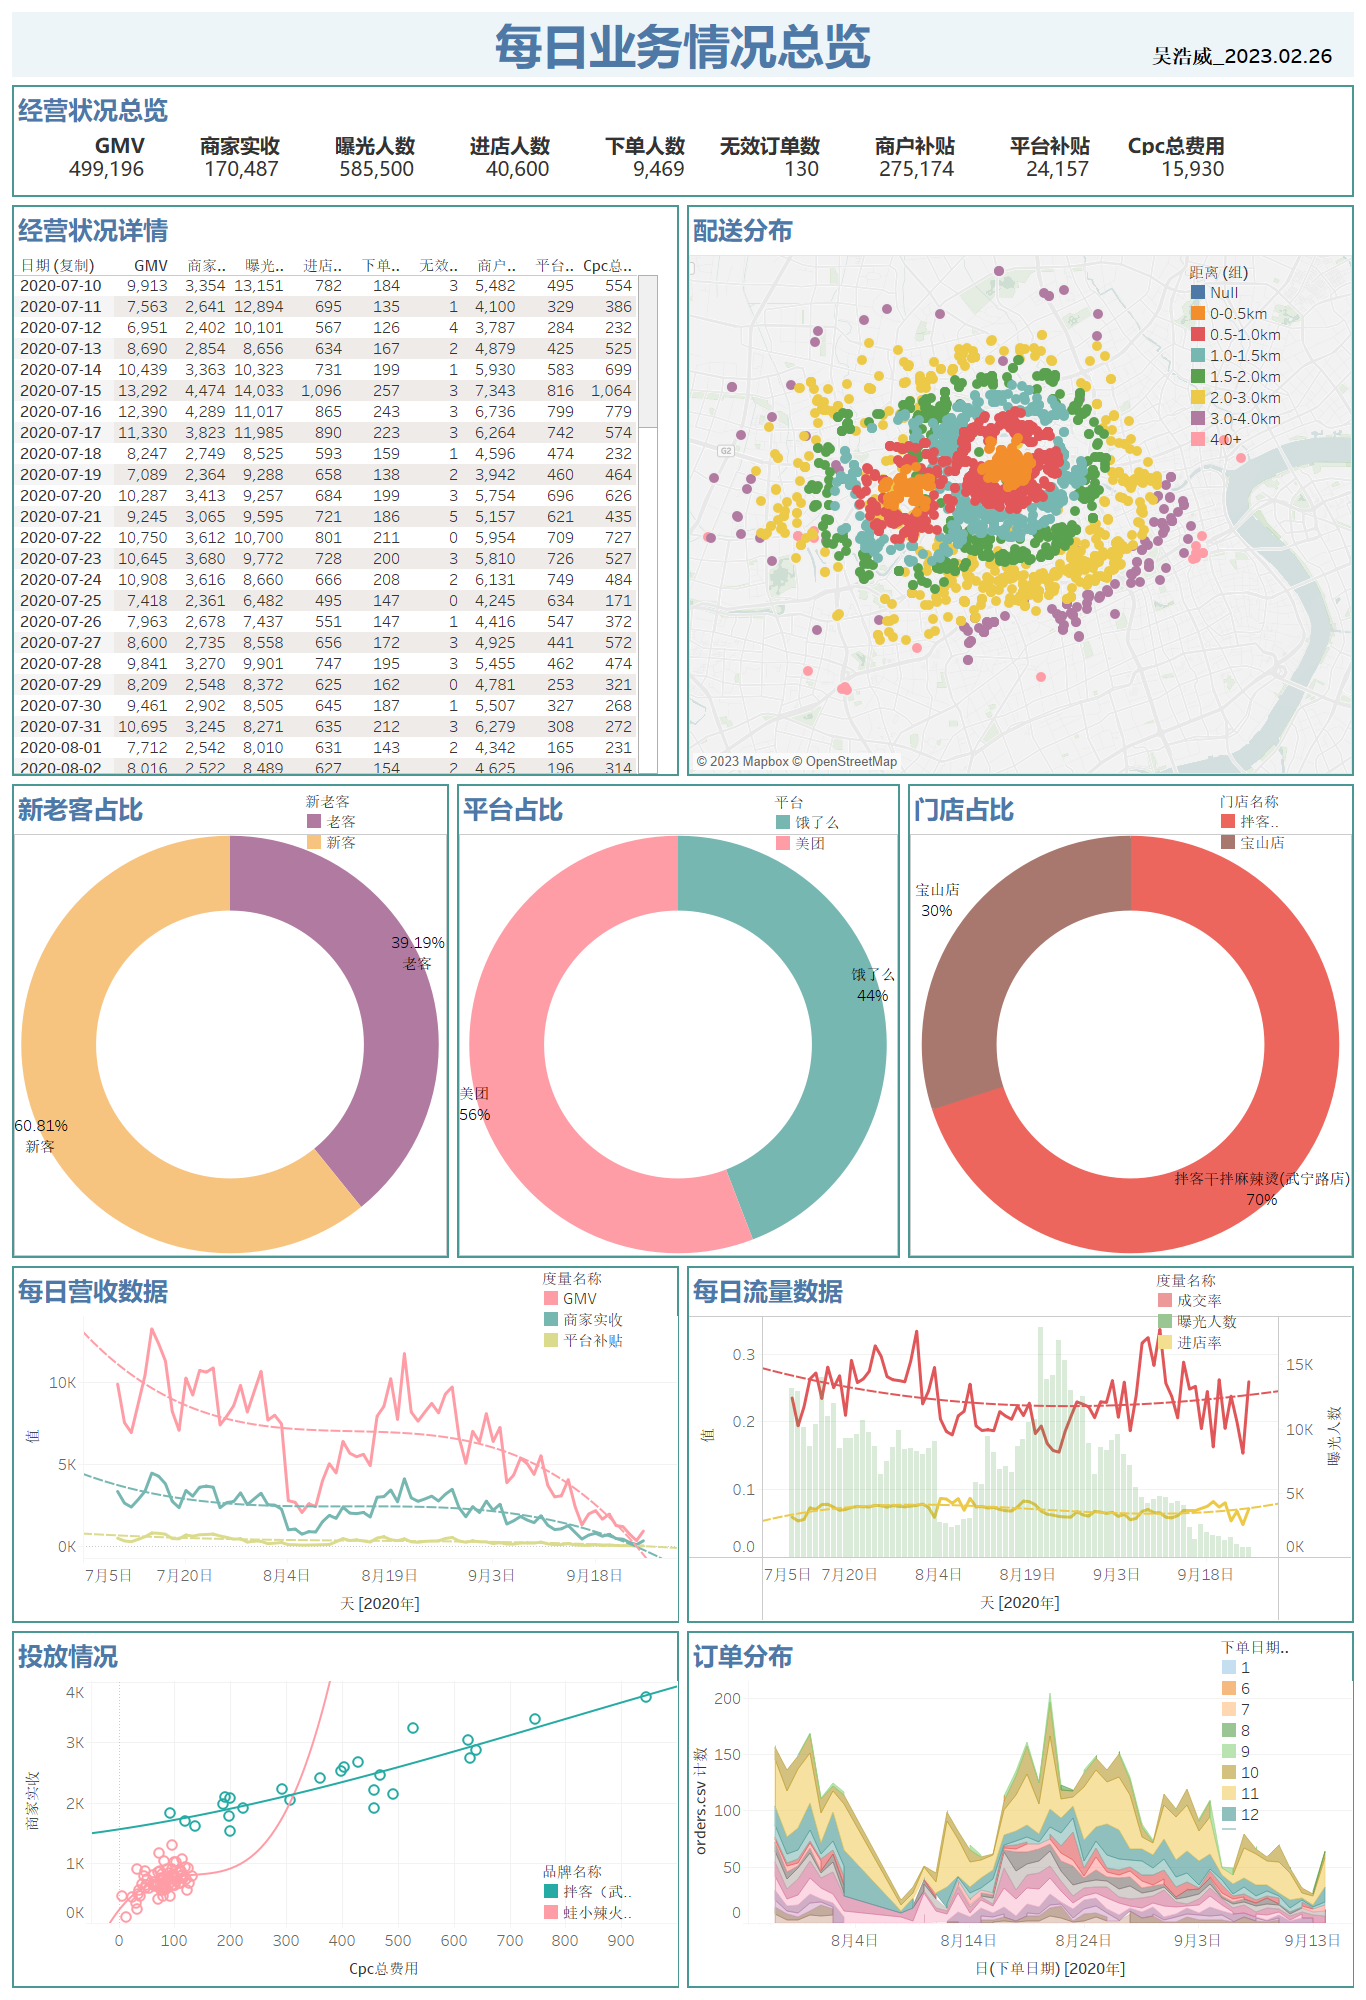 每日业务情况总览
吴浩威_2023.02.26
经营状况总览
GMV 商家实收 曝光人数 进店人数 下单人数 无效订单数 商户补贴 平台补贴 Cpc总费用
499,196 170,487 585,500 40,600 9,469 130 275,174 24,157 15,930
经营状况详情
日期 (复制) GMV 商家.. 曝光.. 进店.. 下单.. 无效.. 商户.. 平台.. Cpc总..
2020-07-10 9,913 3,354 13,151 782 184 3 5,482 495 554
2020-07-11 7,563 2,641 12,894 695 135 1 4,100 329 386
2020-07-12 6,951 2,402 10,101 567 126 4 3,787 284 232
2020-07-13 8,690 2,854 8,656 634 167 2 4,879 425 525
2020-07-14 10,439 3,363 10,323 731 199 1 5,930 583 699
2020-07-15 13,292 4,474 14,033 1,096 257 3 7,343 816 1,064
2020-07-16 12,390 4,289 11,017 865 243 3 6,736 799 779
2020-07-17 11,330 3,823 11,985 890 223 3 6,264 742 574
2020-07-18 8,247 2,749 8,525 593 159 1 4,596 474 232
2020-07-19 7,089 2,364 9,288 658 138 2 3,942 460 464
2020-07-20 10,287 3,413 9,257 684 199 3 5,754 696 626
2020-07-21 9,245 3,065 9,595 721 186 5 5,157 621 435
2020-07-22 10,750 3,612 10,700 801 211 0 5,954 709 727
2020-07-23 10,645 3,680 9,772 728 200 3 5,810 726 527
2020-07-24 10,908 3,616 8,660 666 208 2 6,131 749 484
2020-07-25 7,418 2,361 6,482 495 147 0 4,245 634 171
2020-07-26 7,963 2,678 7,437 551 147 1 4,416 547 372
2020-07-27 8,600 2,735 8,558 656 172 3 4,925 441 572
2020-07-28 9,841 3,270 9,901 747 195 3 5,455 462 474
2020-07-29 8,209 2,548 8,372 625 162 0 4,781 253 321
2020-07-30 9,461 2,902 8,505 645 187 1 5,507 327 268
2020-07-31 10,695 3,245 8,271 635 212 3 6,279 308 272
2020-08-01 7,712 2,542 8,010 631 143 2 4,342 165 231
2020-08-02 8,016 2,522 8,489 627 154 2 4,625 196 314
配送分布
距离 (组)
Null
0-0.5km
0.5-1.0km
1.0-1.5km
1.5-2.0km
2.0-3.0km
3.0-4.0km
4.0+
G2
© 2023 Mapbox © OpenStreetMap
新老客占比
新老客
老客
新客
39.19%
老客
60.81%
新客
平台占比
平台
饿了么
美团
饿了么
44%
美团
56%
门店占比
门店名称
拌客..
宝山店
宝山店
30%
拌客干拌麻辣烫(武宁路店)
70%
每日营收数据
度量名称
GMV
商家实收
平台补贴
10K
5K
0K
值
7月5日 7月20日 8月4日 8月19日 9月3日 9月18日
天 [2020年]
每日流量数据
度量名称
成交率
曝光人数
进店率
0.3
0.2
0.1
0.0
值
15K
10K
5K
0K
曝光人数
7月5日 7月20日 8月4日 8月19日 9月3日 9月18日
天 [2020年]
投放情况
4K
3K
2K
1K
0K
商家实收
品牌名称
拌客（武..
蛙小辣火..
0 100 200 300 400 500 600 700 800 900
Cpc总费用
订单分布
下单日期..
1
6
7
8
9
10
11
12
200
150
100
50
0
orders.csv 计数
8月4日 8月14日 8月24日 9月3日 9月13日
日(下单日期) [2020年]